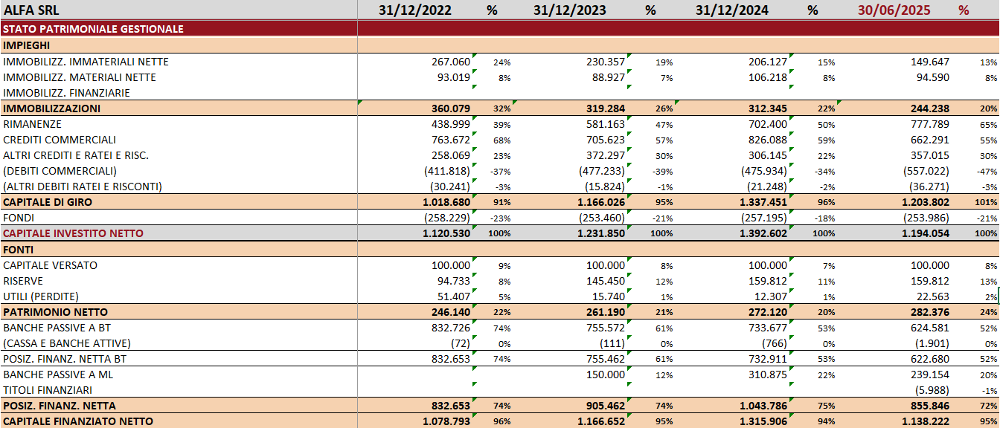 ALFA SRL 31/12/2022 % 31/12/2023 % 31/12/2024 % 30/06/2025 %
STATO PATRIMONIALE GESTIONALE
IMPIEGHI
IMMOBILIZZ. IMMATERIALI NETTE 267.060 24% 230.357 19% 206.127 15% 149.647 13%
IMMOBILIZZ. MATERIALI NETTE 93.019 8% 88.927 7% 106.218 8% 94.590 8%
IMMOBILIZZ. FINANZIARIE
IMMOBILIZZAZIONI 360.079 32% 319.284 26% 312.345 22% 244.238 20%
RIMANENZE 438.999 39% 581.163 47% 702.400 50% 777.789 65%
CREDITI COMMERCIALI 763.672 68% 705.623 57% 826.088 59% 662.291 55%
ALTRI CREDITI E RATEI E RISC. 258.069 23% 372.297 30% 306.145 22% 357.015 30%
(DEBITI COMMERCIALI) (411.818) -37% (477.233) -39% (475.934) -34% (557.022) -47%
(ALTRI DEBITI RATEI E RISCONTI) (30.241) -3% (15.824) -1% (21.248) -2% (36.271) -3%
CAPITALE DI GIRO 1.018.680 91% 1.166.026 95% 1.337.451 96% 1.203.802 101%
FONDI (258.229) -23% (253.460) -21% (257.195) -18% (253.986) -21%
CAPITALE INVESTITO NETTO 1.120.530 100% 1.231.850 100% 1.392.602 100% 1.194.054 100%
FONTI
CAPITALE VERSATO 100.000 9% 100.000 8% 100.000 7% 100.000 8%
RISERVE 94.733 8% 145.450 12% 159.812 11% 159.812 13%
UTILI (PERDITE) 51.407 5% 15.740 1% 12.307 1% 22.563 2%
PATRIMONIO NETTO 246.140 22% 261.190 21% 272.120 20% 282.376 24%
BANCHE PASSIVE A BT 832.726 74% 755.572 61% 733.677 53% 624.581 52%
(CASSA E BANCHE ATTIVE) (72) 0% (111) 0% (766) 0% (1.901) 0%
POSIZ. FINANZ. NETTA BT 832.653 74% 755.462 61% 732.911 53% 622.680 52%
BANCHE PASSIVE A ML 150.000 12% 310.875 22% 239.154 20%
TITOLI FINANZIARI (5.988) -1%
POSIZ. FINANZ. NETTA 832.653 74% 905.462 74% 1.043.786 75% 855.846 72%
CAPITALE FINANZIATO NETTO 1.078.793 96% 1.166.652 95% 1.315.906 94% 1.138.222 95%